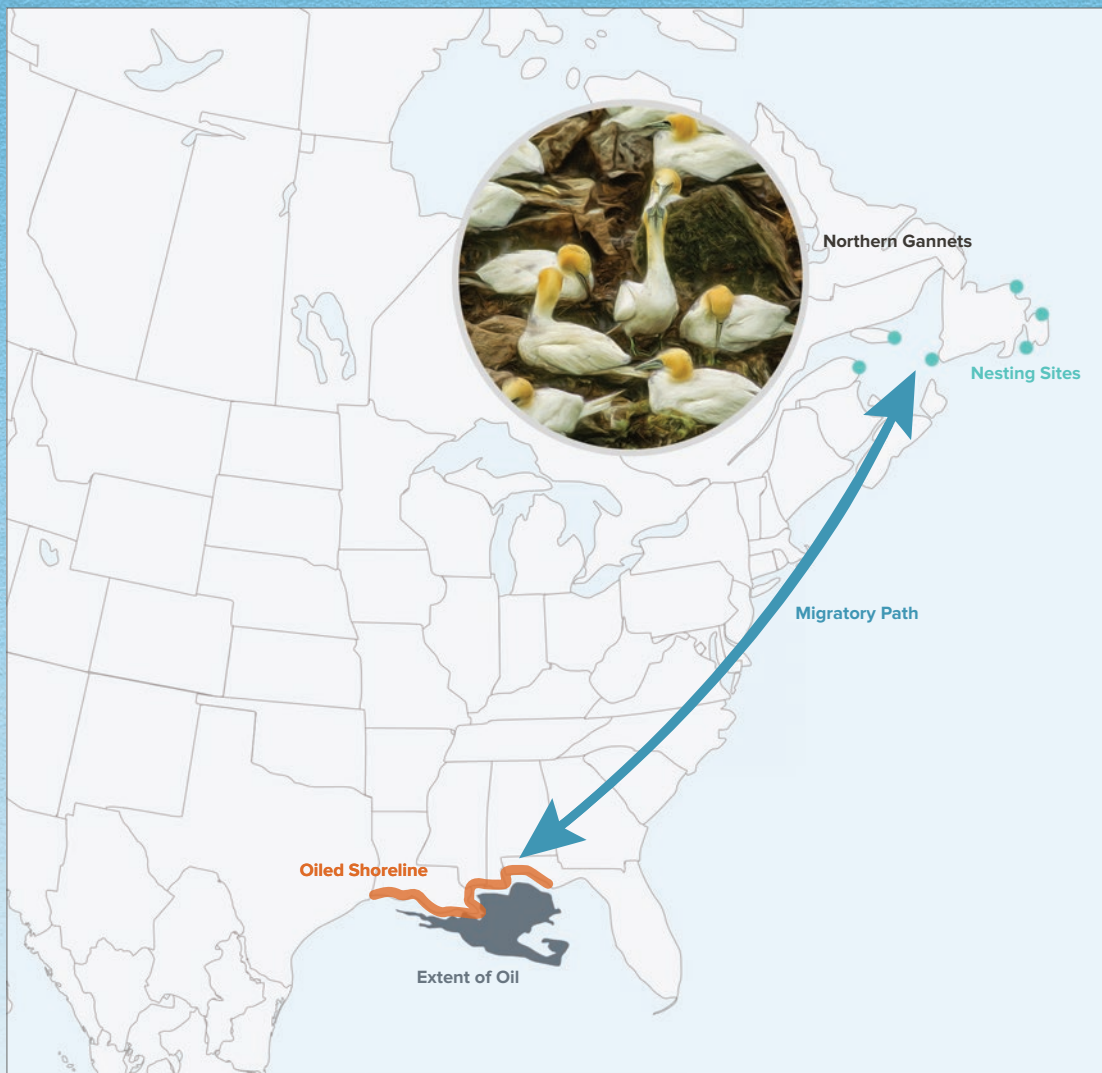 Northern Gannets
Nesting Sites
Migratory Path
Oiled Shoreline
Extent of Oil